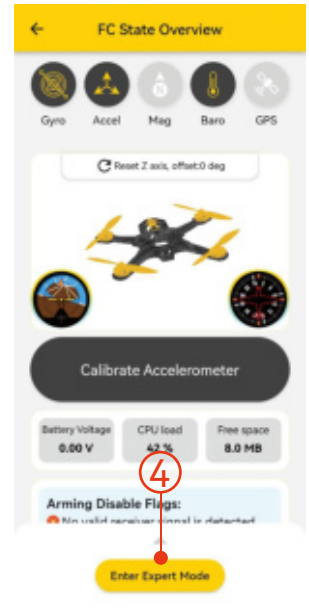 FC State Overview
Gyro Accel Mag Baro GPS
Reset Z axis, offset:0 deg
Calibrate Accelerometer
Battery Voltage CPU load Free space
0.00 V 42 % 8.0 MB
4
Arming Disable Flags:
No valid receiver signal is detected
Enter Expert Mode